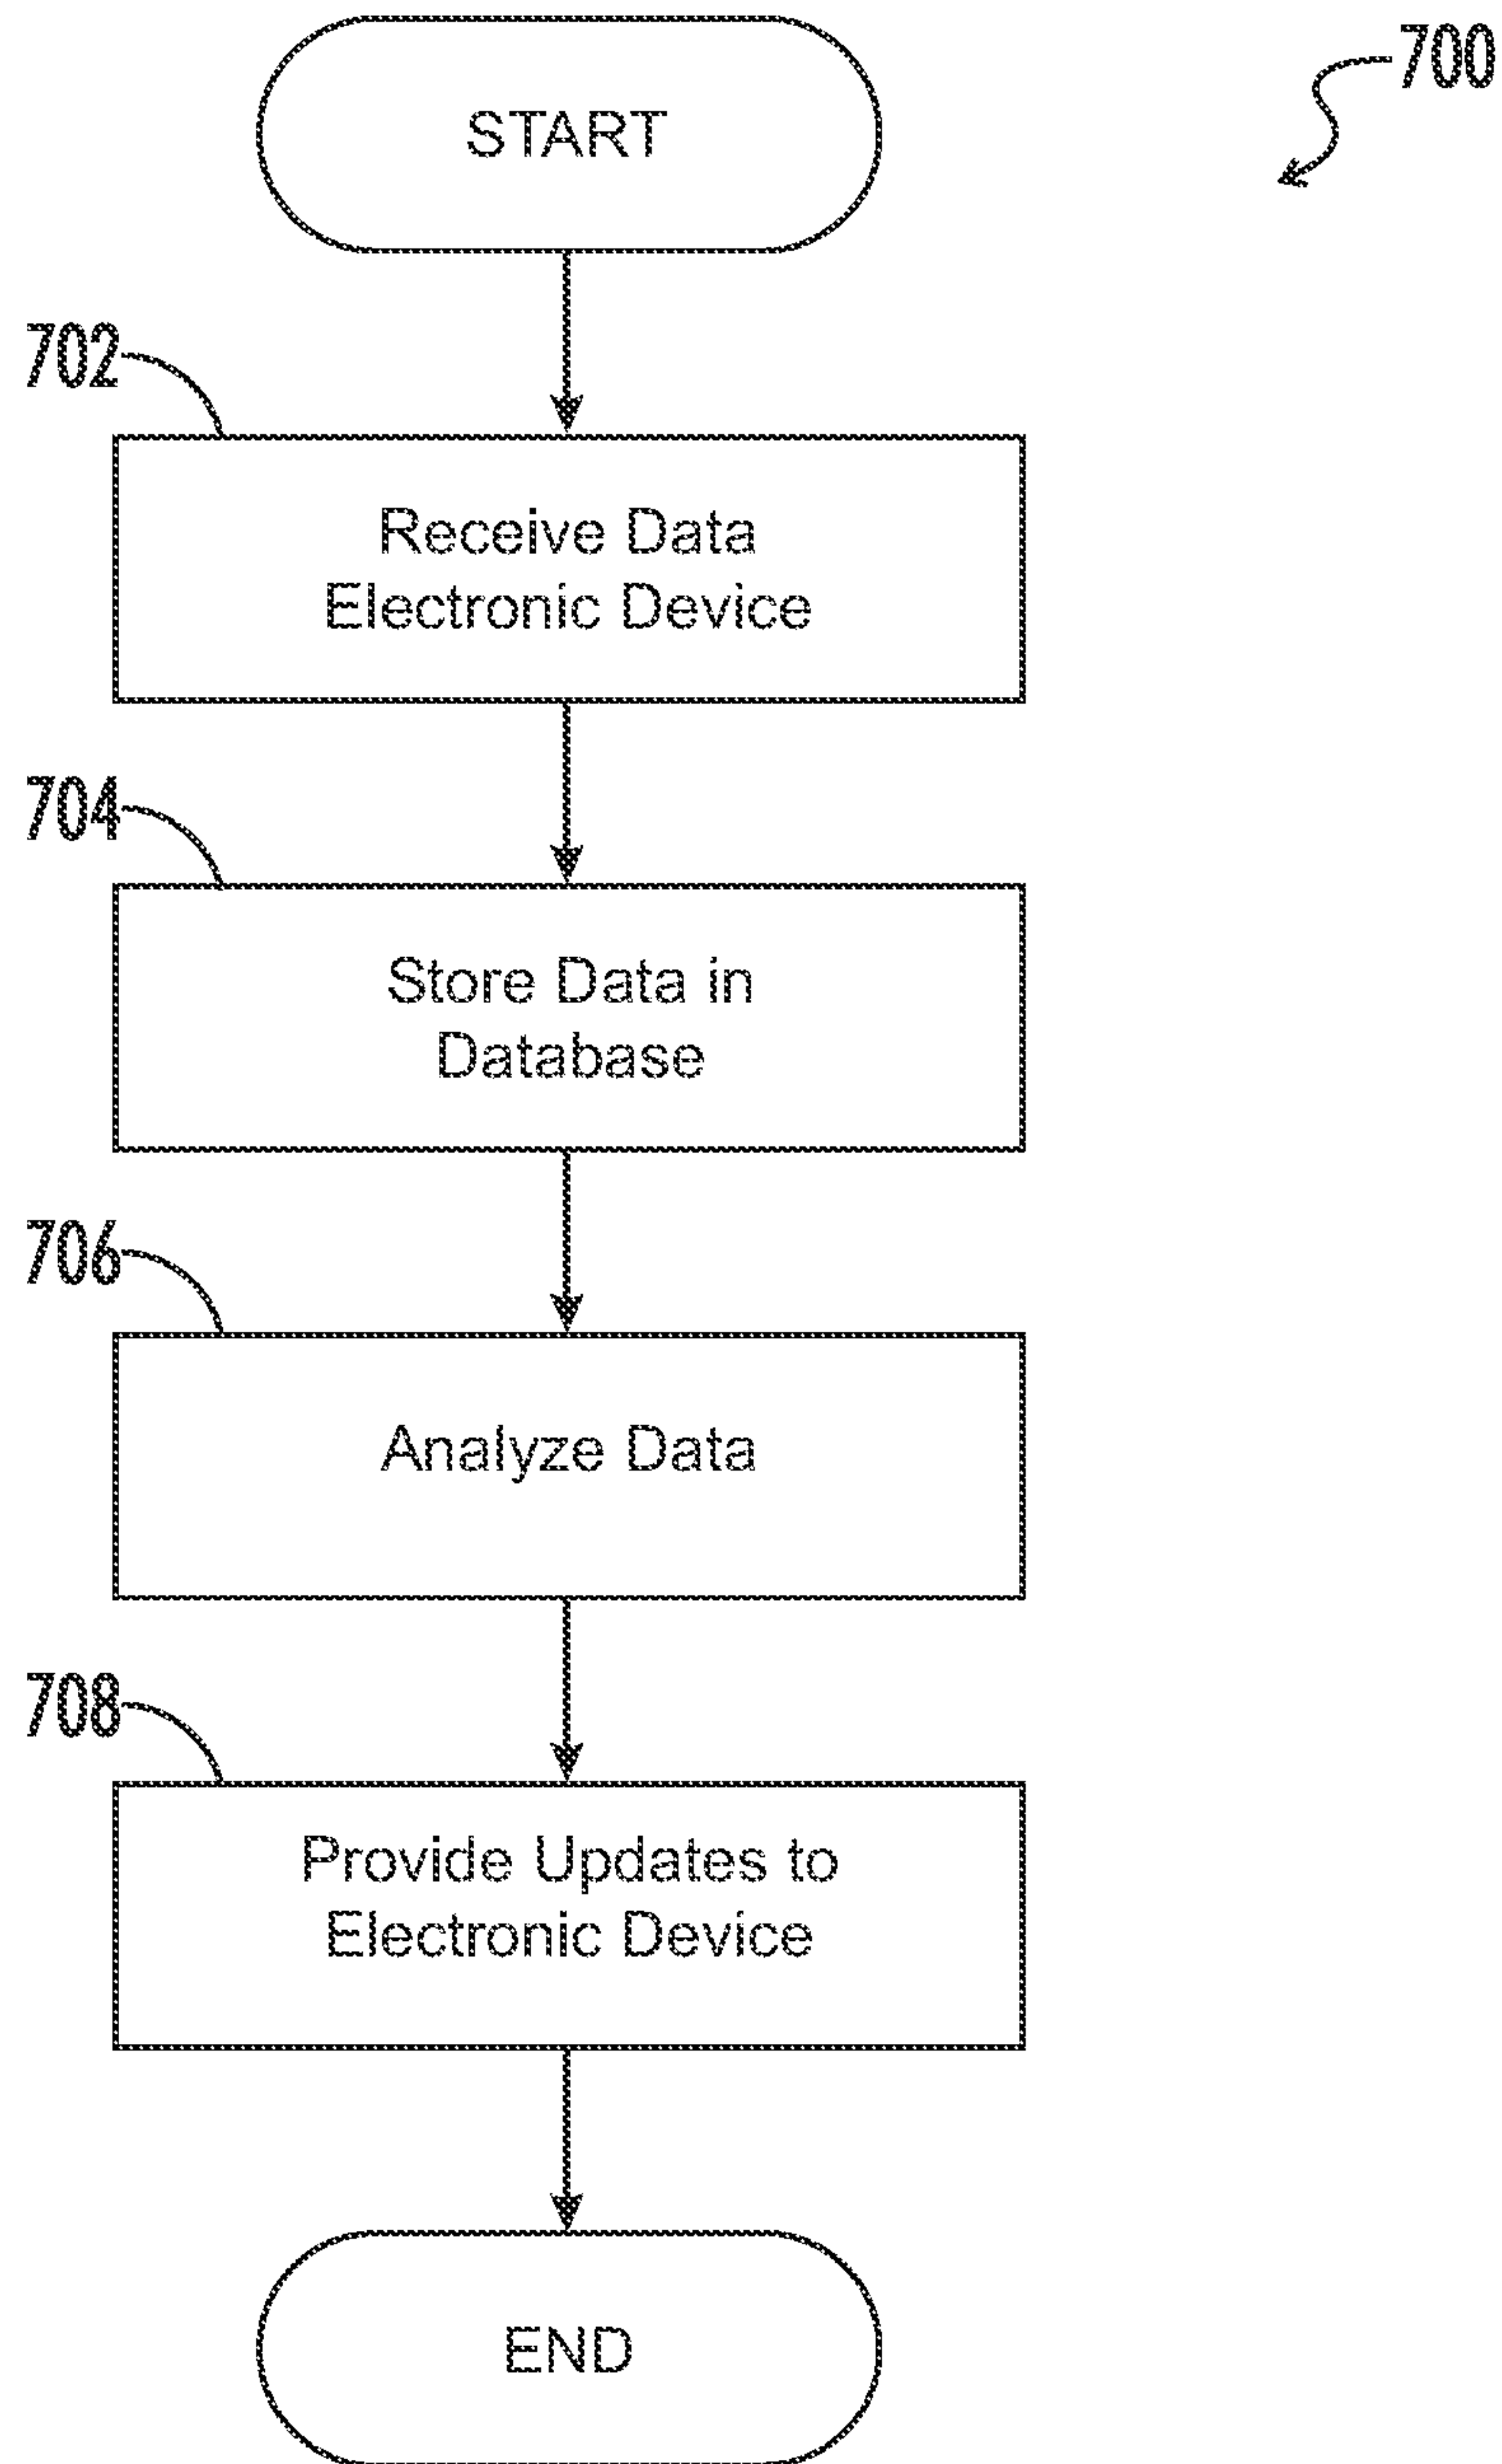 START
700
702
Receive Data
Electronic Device
704
Store Data in
Database
706
Analyze Data
708
Provide Updates to
Electronic Device
END